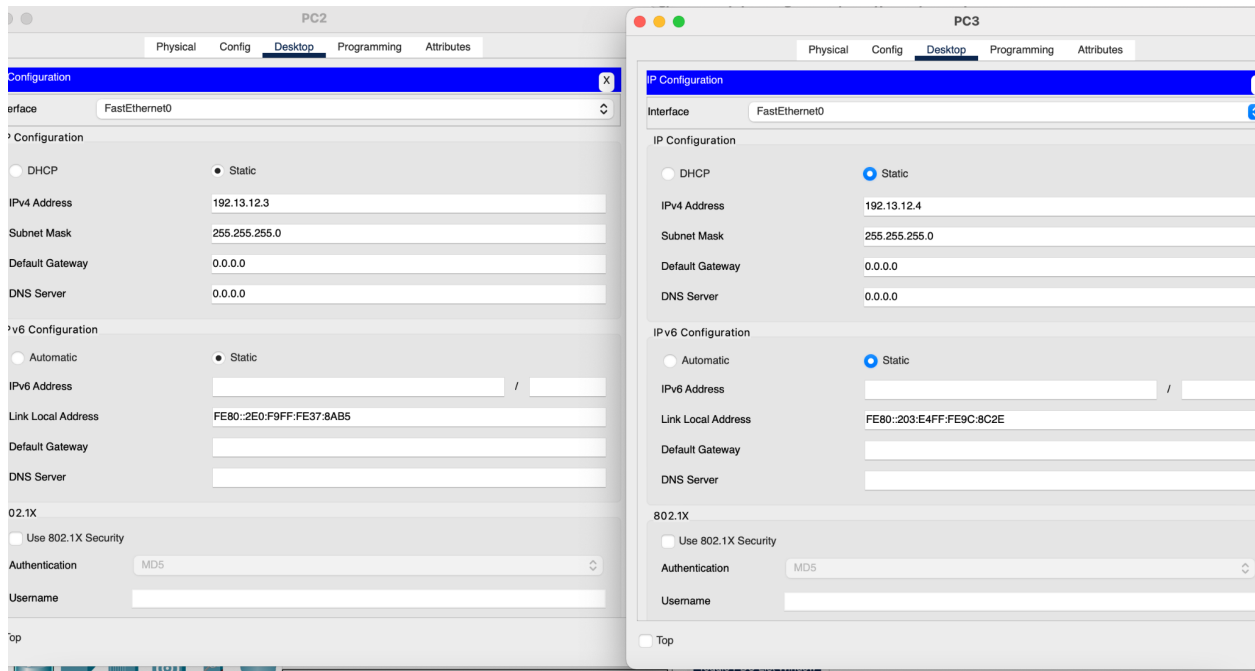 PC2
Physical Config Desktop Programming Attributes
Configuration X
erface FastEthernet0
P Configuration
DHCP Static
IPv4 Address 192.13.12.3
Subnet Mask 255.255.255.0
Default Gateway 0.0.0.0
DNS Server 0.0.0.0
Pv6 Configuration
Automatic Static
IPv6 Address /
Link Local Address FE80::2E0:F9FF:FE37:8AB5
Default Gateway
DNS Server
02.1X
Use 802.1X Security
Authentication MD5
Username
Top
PC3
Physical Config Desktop Programming Attributes
IP Configuration
Interface FastEthernet0
IP Configuration
DHCP Static
IPv4 Address 192.13.12.4
Subnet Mask 255.255.255.0
Default Gateway 0.0.0.0
DNS Server 0.0.0.0
IPv6 Configuration
Automatic Static
IPv6 Address /
Link Local Address FE80::203:E4FF:FE9C:8C2E
Default Gateway
DNS Server
802.1X
Use 802.1X Security
Authentication MD5
Username
Top